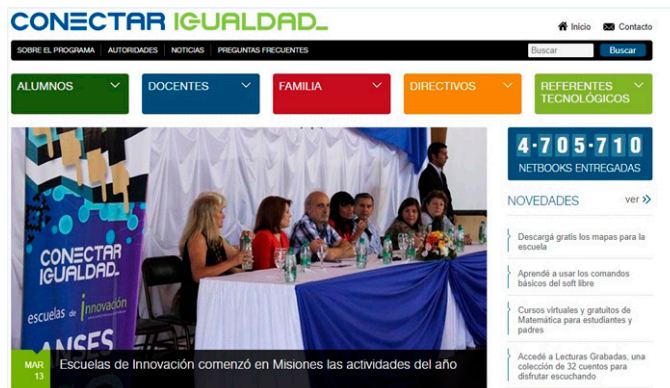 CONECTAR IGUALDAD_
Inicio Contacto
SOBRE EL PROGRAMA AUTORIDADES NOTICIAS PREGUNTAS FRECUENTES Buscar Buscar
ALUMNOS DOCENTES FAMILIA DIRECTIVOS REFERENTES
TECNOLÓGICOS
4.705.710
NETBOOKS ENTREGADAS
NOVEDADES ver »
Descargá gratis los mapas para la
escuela
Aprendé a usar los comandos
básicos del soft libre
Cursos virtuales y gratuitos de
Matemática para estudiantes y
padres
Accedé a Lecturas Grabadas, una
colección de 32 cuentos para
disfrutar escuchando
CONECTAR
IGUALDAD_
escuelas de innovación
ANSES
MAR
13
Escuelas de Innovación comenzó en Misiones las actividades del año